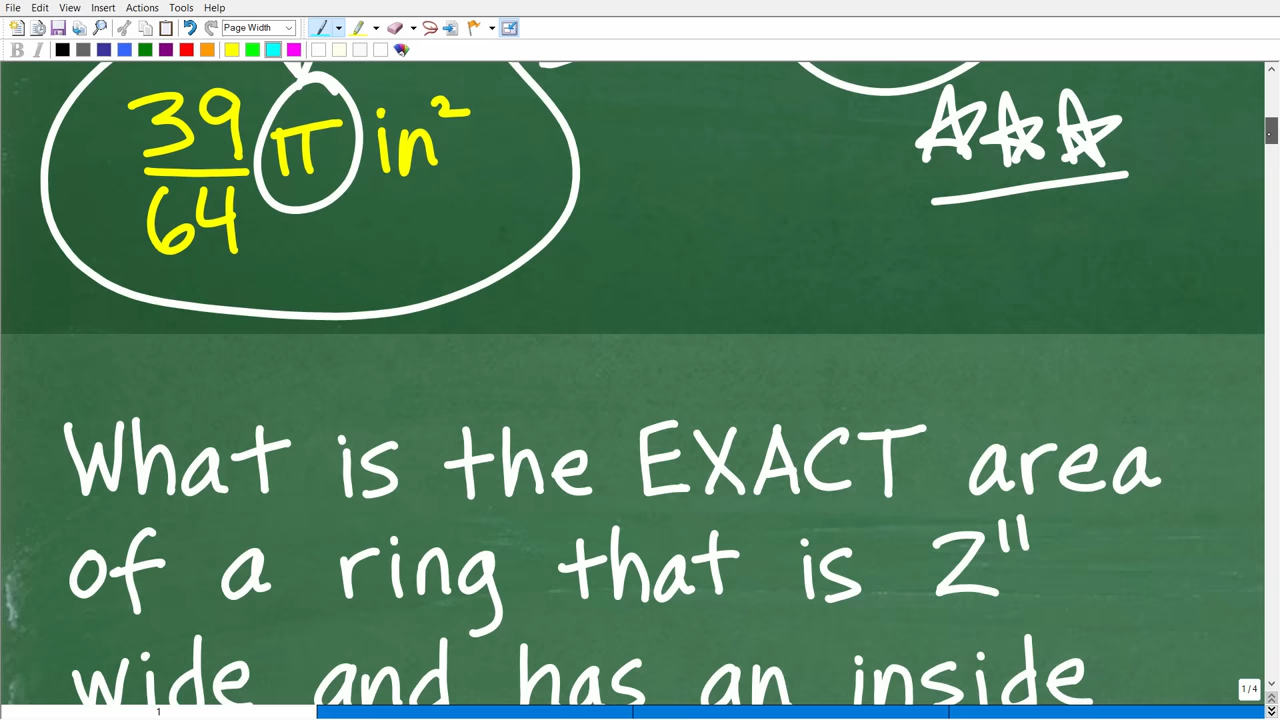 File Edit View Insert Actions Tools Help
Page Width
B I
39
64 π in²
What is the EXACT area
of a ring that is 2"
wide and has an inside
1/4
1